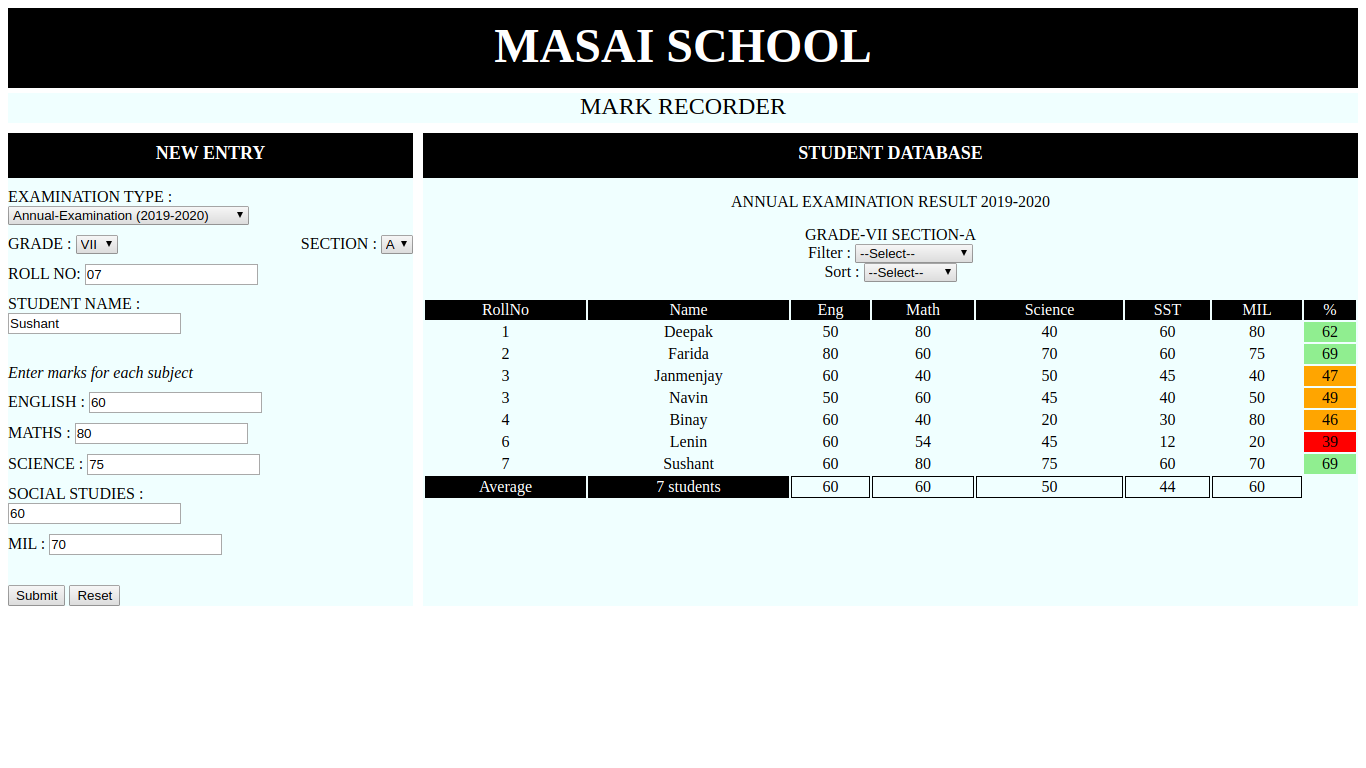 MASAI SCHOOL
MARK RECORDER
NEW ENTRY
EXAMINATION TYPE :
Annual-Examination (2019-2020)
GRADE : VII SECTION : A
ROLL NO: 07
STUDENT NAME :
Sushant
Enter marks for each subject
ENGLISH : 60
MATHS : 80
SCIENCE : 75
SOCIAL STUDIES :
60
MIL : 70
Submit Reset
STUDENT DATABASE
ANNUAL EXAMINATION RESULT 2019-2020
GRADE-VII SECTION-A
Filter : --Select--
Sort : --Select--
RollNo Name Eng Math Science SST MIL %
1 Deepak 50 80 40 60 80 62
2 Farida 80 60 70 60 75 69
3 Janmenjay 60 40 50 45 40 47
3 Navin 50 60 45 40 50 49
4 Binay 60 40 20 30 80 46
6 Lenin 60 54 45 12 20 39
7 Sushant 60 80 75 60 70 69
Average 7 students 60 60 50 44 60